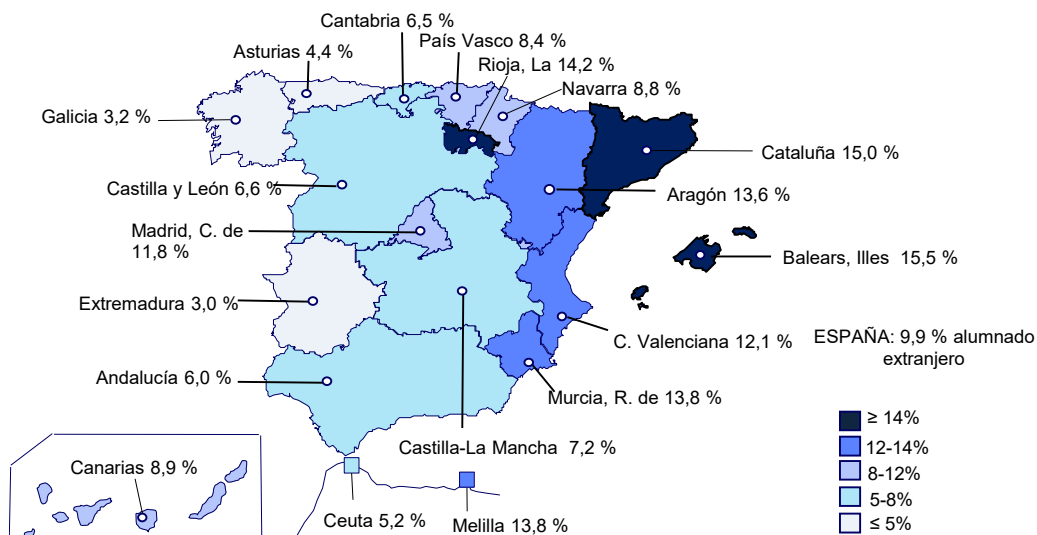 Cantabria 6,5 %
País Vasco 8,4 %
Asturias 4,4 %
Rioja, La 14,2 %
Navarra 8,8 %
Galicia 3,2 %
Cataluña 15,0 %
Castilla y León 6,6 %
Aragón 13,6 %
Madrid, C. de
11,8 %
Balears, Illes 15,5 %
Extremadura 3,0 %
C. Valenciana 12,1 %
ESPAÑA: 9,9 % alumnado
extranjero
Andalucía 6,0 %
Murcia, R. de 13,8 %
≥ 14%
12-14%
8-12%
5-8%
≤ 5%
Castilla-La Mancha 7,2 %
Canarias 8,9 %
Ceuta 5,2 %
Melilla 13,8 %